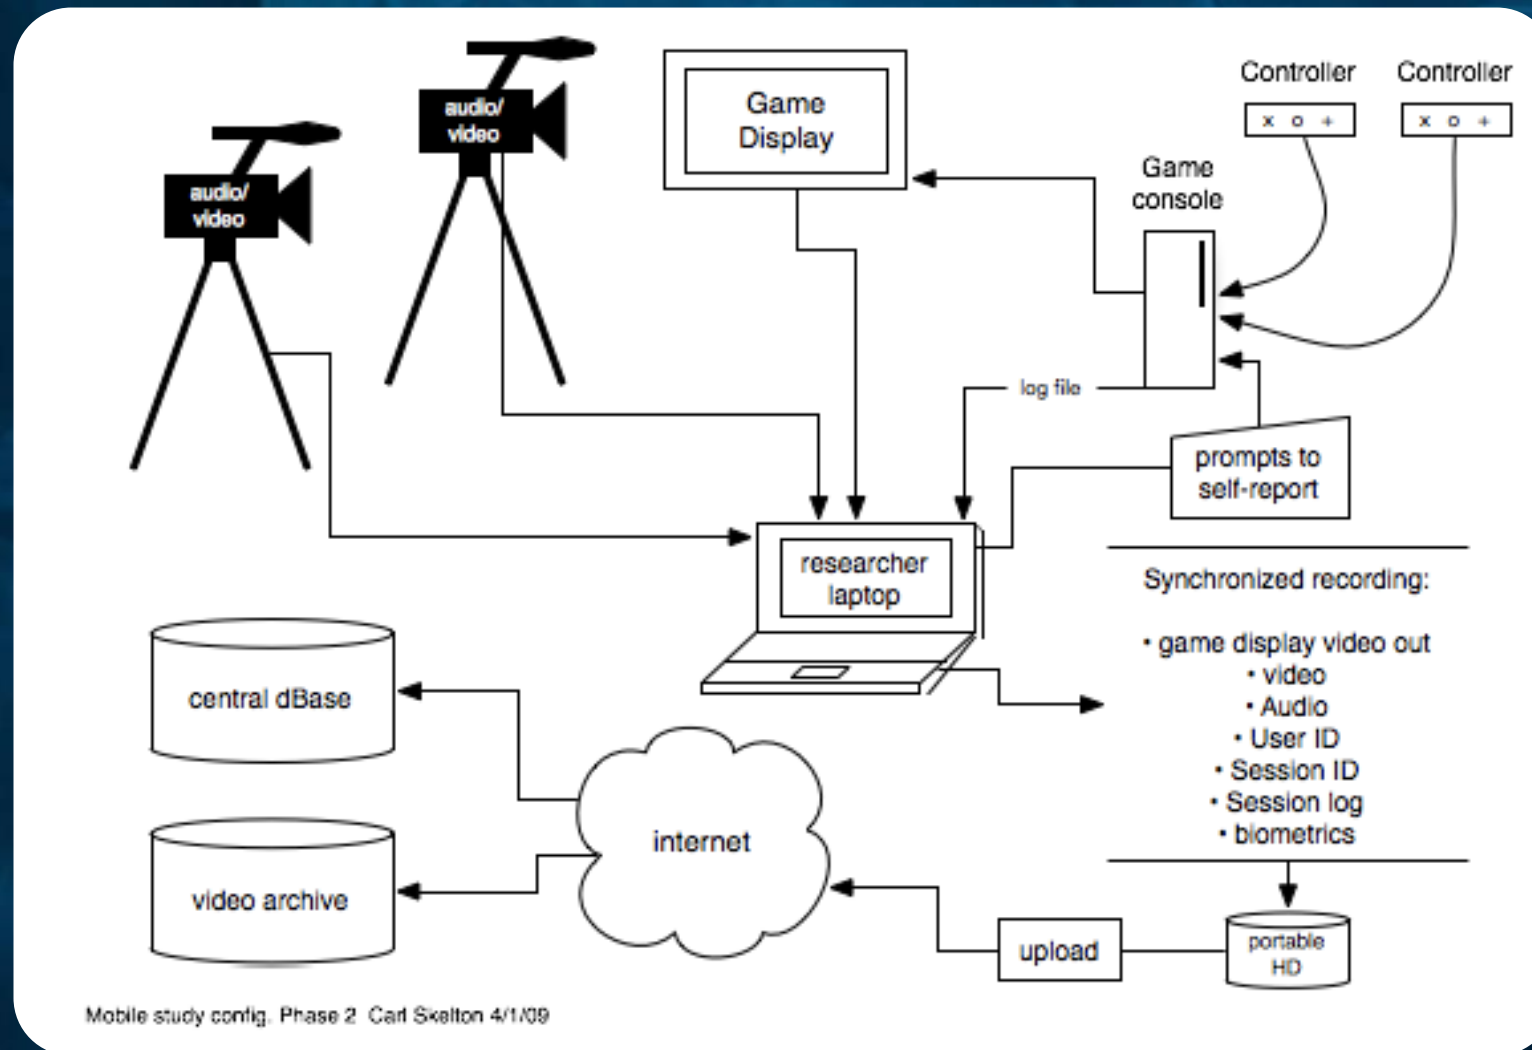 audio/
video
audio/
video
Game
Display
Controller
x o +
Controller
x o +
Game
console
log file
prompts to
self-report
researcher
laptop
Synchronized recording:
• game display video out
• video
• Audio
• User ID
• Session ID
• Session log
• biometrics
central dBase
internet
video archive
upload
portable
HD
Mobile study config. Phase 2 Carl Skelton 4/1/09